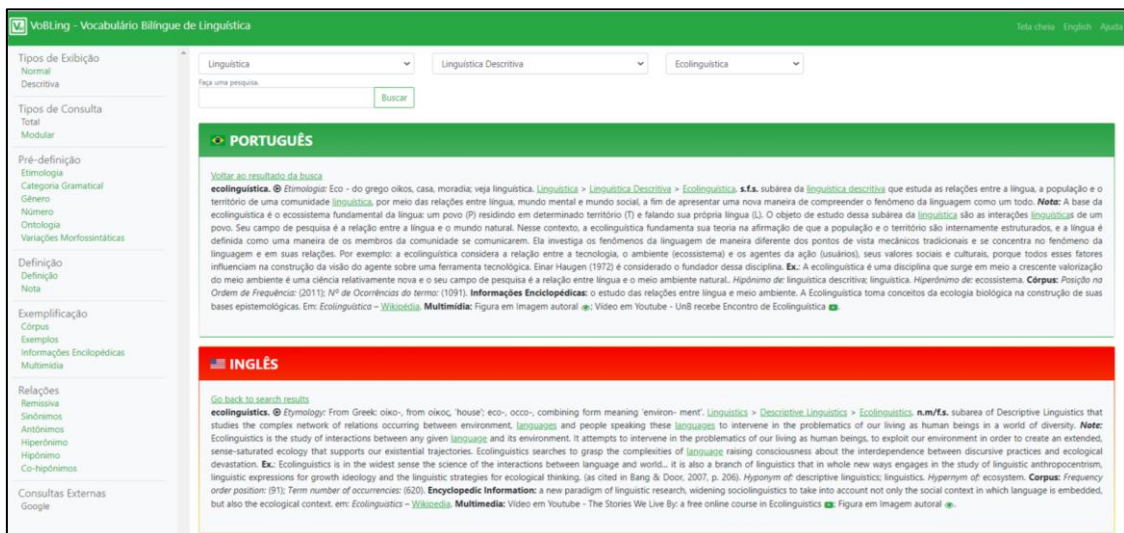 VoBLing - Vocabulário Bilíngue de Linguística
Tela cheia English Ajuda
Tipos de Exibição
Normal
Descritiva
Tipos de Consulta
Total
Modular
Pré-definição
Etimologia
Categoria Gramatical
Gênero
Número
Ontologia
Variações Morfossintáticas
Definição
Definição
Nota
Exemplificação
Córpus
Exemplos
Informações Encilopédicas
Multimídia
Relações
Remissiva
Sinônimos
Antônimos
Hiperônimo
Hipônimo
Co-hipônimos
Consultas Externas
Google
Linguística
Linguística Descritiva
Ecolinguística
Faça uma pesquisa.
Buscar
PORTUGUÊS
Voltar ao resultado da busca
ecolinguística. Etimologia: Eco - do grego oikos, casa, moradia; veja linguística. Linguística > Linguística Descritiva > Ecolinguística. s.f.s. subárea da linguística descritiva que estuda as relações entre a língua, a população e o
território de uma comunidade linguística, por meio das relações entre língua, mundo mental e mundo social, a fim de apresentar uma nova maneira de compreender o fenômeno da linguagem como um todo. Nota: A base da
ecolinguística é o ecossistema fundamental da língua: um povo (P) residindo em determinado território (T) e falando sua própria língua (L). O objeto de estudo dessa subárea da linguística são as interações linguísticas de um
povo. Seu campo de pesquisa é a relação entre a língua e o mundo natural. Nesse contexto, a ecolinguística fundamenta sua teoria na afirmação de que a população e o território são internamente estruturados, e a língua é
definida como uma maneira de os membros da comunidade se comunicarem. Ela investiga os fenômenos da linguagem de maneira diferente dos pontos de vista mecânicos tradicionais e se concentra no fenômeno da
linguagem e em suas relações. Por exemplo: a ecolinguística considera a relação entre a tecnologia, o ambiente (ecossistema) e os agentes da ação (usuários), seus valores sociais e culturais, porque todos esses fatores
influenciam na construção da visão do agente sobre uma ferramenta tecnológica. Einar Haugen (1972) é considerado o fundador dessa disciplina. Ex.: A ecolinguística é uma disciplina que surge em meio a crescente valorização
do meio ambiente é uma ciência relativamente nova e o seu campo de pesquisa é a relação entre língua e o meio ambiente natural.. Hipônimo de: linguística descritiva; linguística. Hiperônimo de: ecossistema. Córpus: Posição na
Ordem de Frequência: (2011); Nº de Ocorrências do termo: (1091). Informações Enciclopédicas: o estudo das relações entre língua e meio ambiente. A Ecolinguística toma conceitos da ecologia biológica na construção de suas
bases epistemológicas. Em: Ecolinguística – Wikipédia. Multimídia: Figura em Imagem autoral ; Vídeo em Youtube - UnB recebe Encontro de Ecolinguística .
INGLÊS
Go back to search results
ecolinguistics. Etymology: From Greek: oiko-, from οίκος, 'house'; eco-, occo-, combining form meaning 'environ- ment'. Linguistics > Descriptive Linguistics > Ecolinguistics. n.m/f.s. subarea of Descriptive Linguistics that
studies the complex network of relations occurring between environment, languages and people speaking these languages to intervene in the problematics of our living as human beings in a world of diversity. Note:
Ecolinguistics is the study of interactions between any given language and its environment. It attempts to intervene in the problematics of our living as human beings, to exploit our environment in order to create an extended,
sense-saturated ecology that supports our existential trajectories. Ecolinguistics searches to grasp the complexities of language raising consciousness about the interdependence between discursive practices and ecological
devastation. Ex.: Ecolinguistics is in the widest sense the science of the interactions between language and world... it is also a branch of linguistics that in whole new ways engages in the study of linguistic anthropocentrism,
linguistic expressions for growth ideology and the linguistic strategies for ecological thinking. (as cited in Bang & Door, 2007, p. 206). Hyponym of: descriptive linguistics; linguistics. Hypernym of: ecosystem. Corpus: Frequency
order position: (91); Term number of occurrencies: (620). Encyclopedic Information: a new paradigm of linguistic research, widening sociolinguistics to take into account not only the social context in which language is embedded,
but also the ecological context. em: Ecolinguistics – Wikipedia. Multimedia: Vídeo em Youtube - The Stories We Live By: a free online course in Ecolinguistics ; Figura em Imagem autoral .